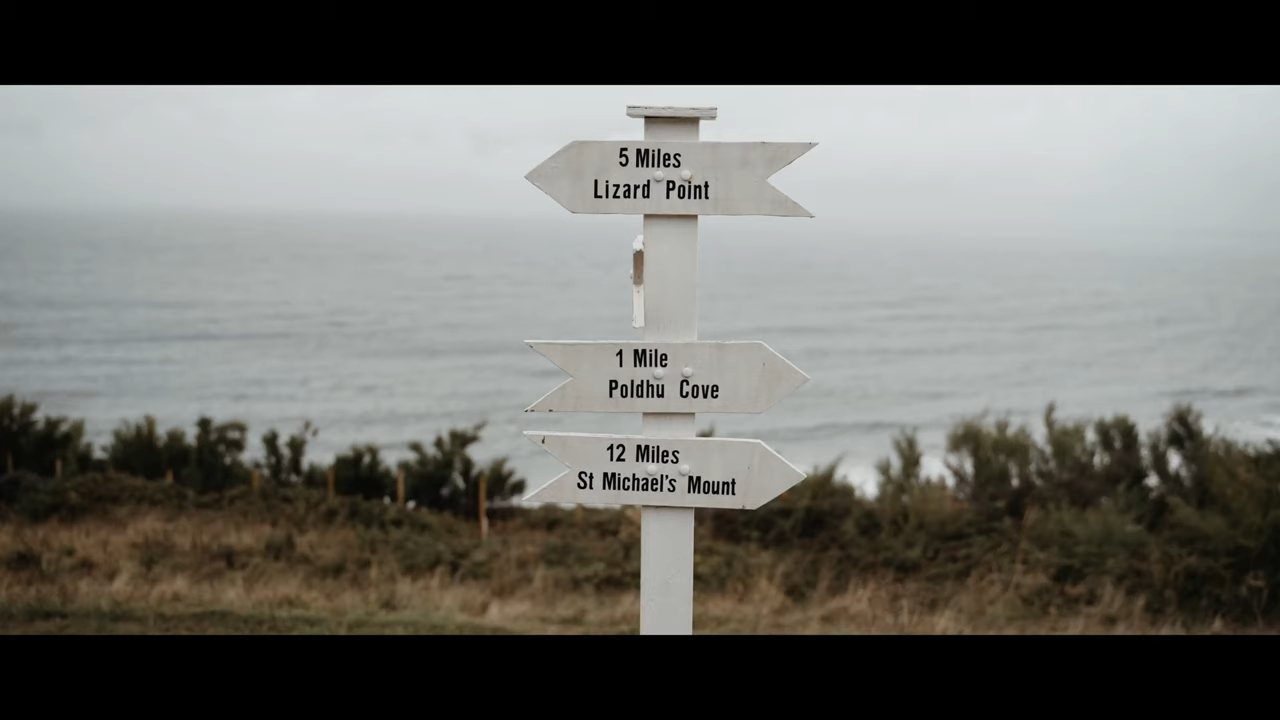 5 Miles
Lizard Point
1 Mile
Poldhu Cove
12 Miles
St Michael's Mount